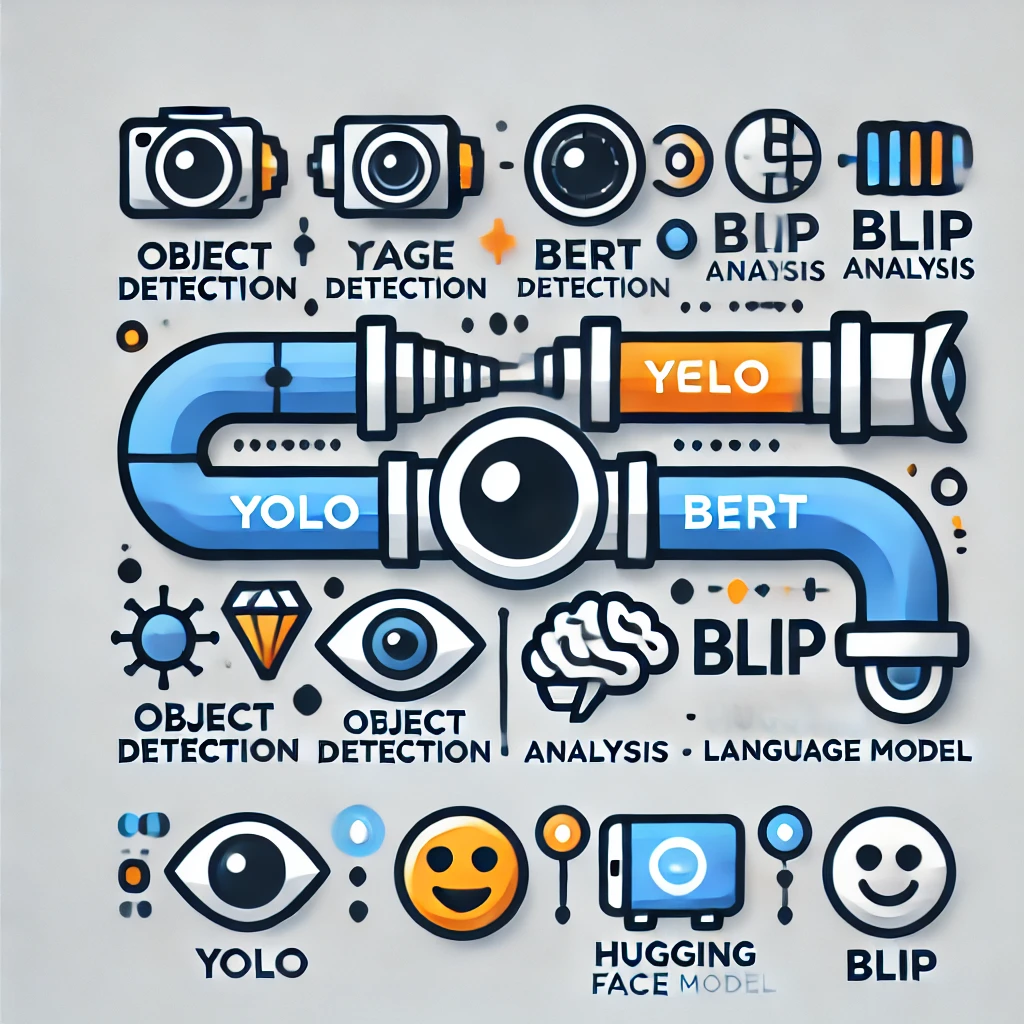 OBJECT
DETECTION
YAGE
DETECTION
BERT
DETECTION
BLIP
ANAYSIS
BLIP
ANALYSIS
YELO
YOLO
BERT
BLIP
OBJECT
DETECTION
OBJECT
DETECTION
ANALYSIS · LANGUAGE MODEL
YOLO
HUGGING
FACE MODEL
BLIP